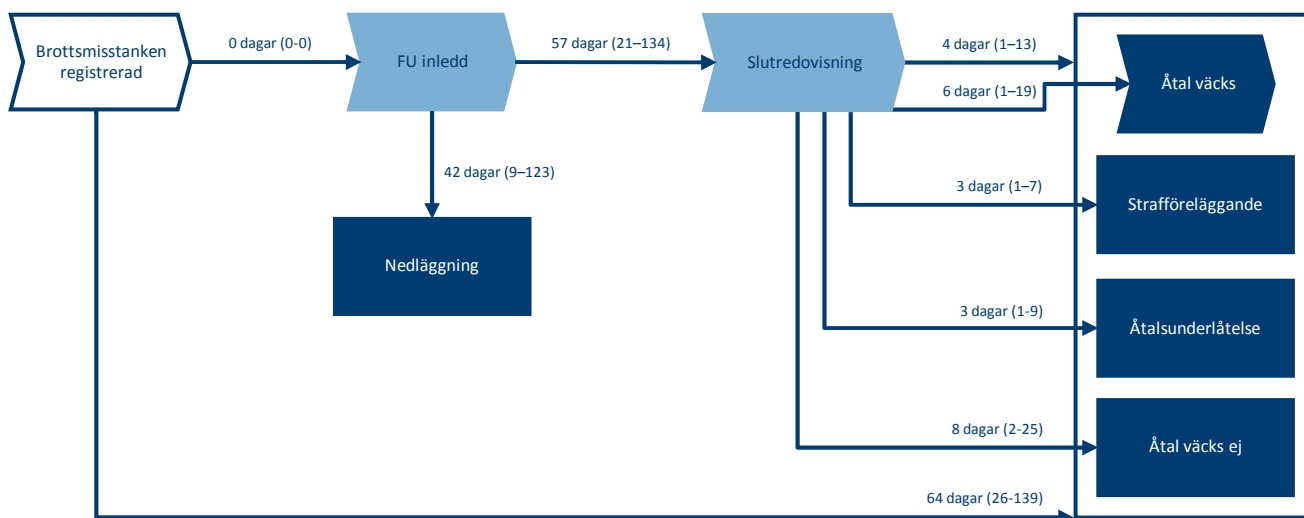 Brottsmisstanken
registrerad
0 dagar (0-0)
FU inledd
57 dagar (21–134)
Slutredovisning
4 dagar (1–13)
6 dagar (1–19)
Åtal väcks
42 dagar (9–123)
Nedläggning
3 dagar (1–7)
Strafföreläggande
3 dagar (1-9)
Åtalsunderlåtelse
8 dagar (2-25)
Åtal väcks ej
64 dagar (26-139)